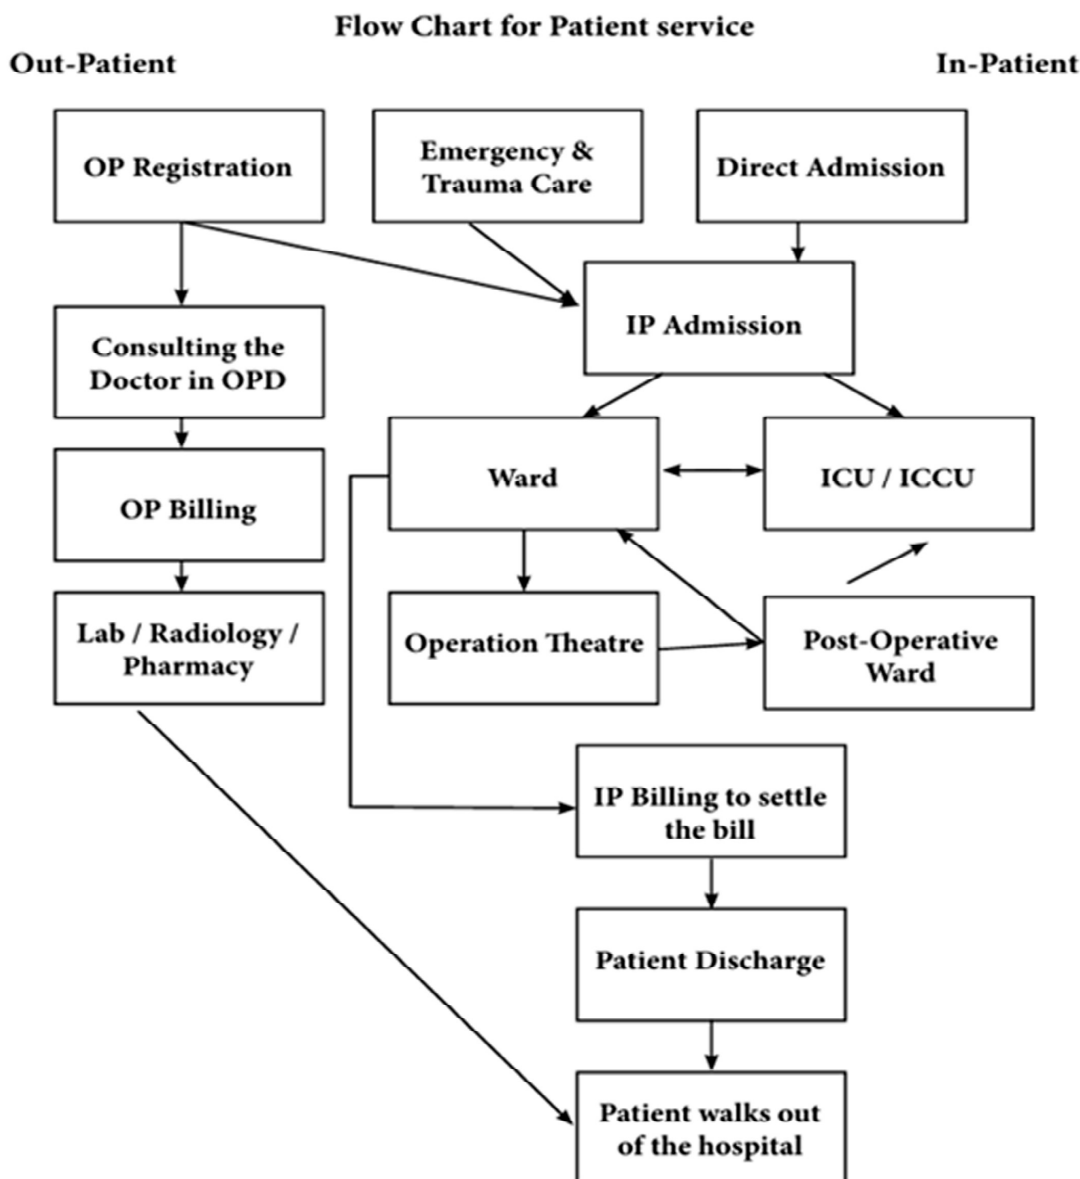 Flow Chart for Patient service
Out-Patient
In-Patient
OP Registration
Emergency &
Trauma Care
Direct Admission
IP Admission
Consulting the
Doctor in OPD
Ward
ICU / ICCU
OP Billing
Lab / Radiology /
Pharmacy
Operation Theatre
Post-Operative
Ward
IP Billing to settle
the bill
Patient Discharge
Patient walks out
of the hospital